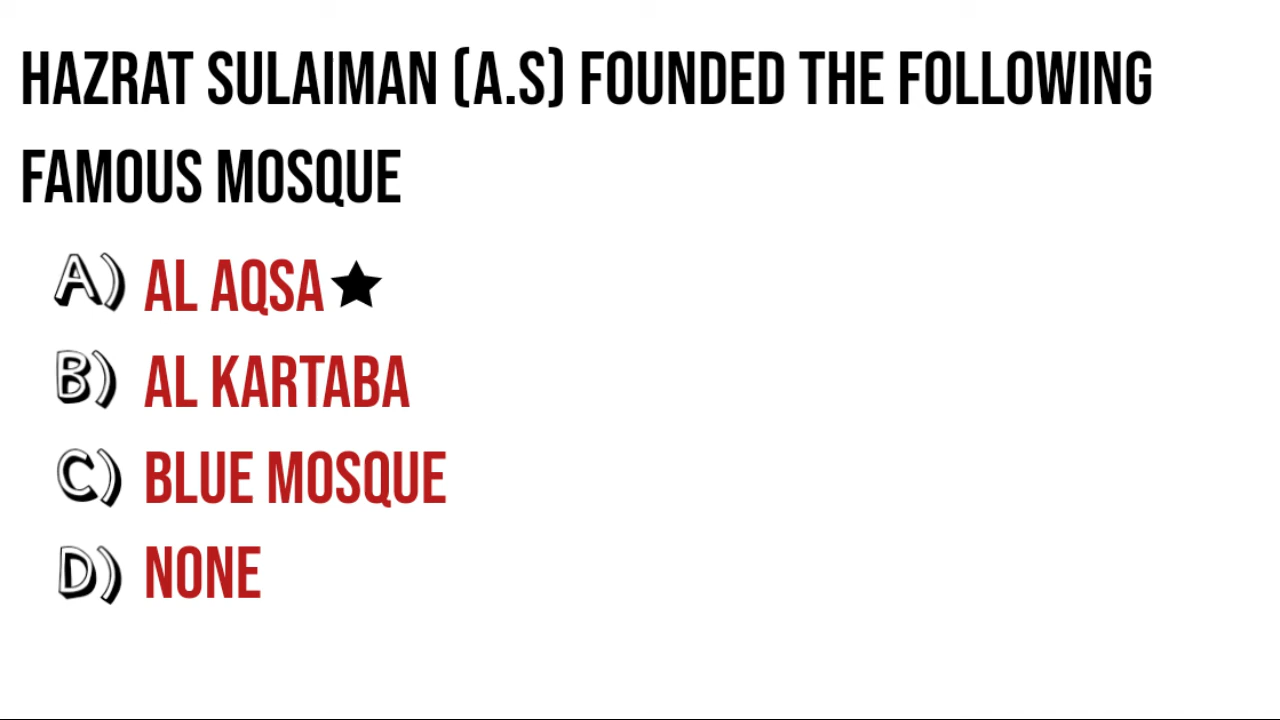 HAZRAT SULAIMAN (A.S) FOUNDED THE FOLLOWING
FAMOUS MOSQUE
A) AL AQSA★
B) AL KARTABA
C) BLUE MOSQUE
D) NONE